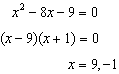 x² − 8x − 9 = 0
(x − 9)(x + 1) = 0
x = 9, −1